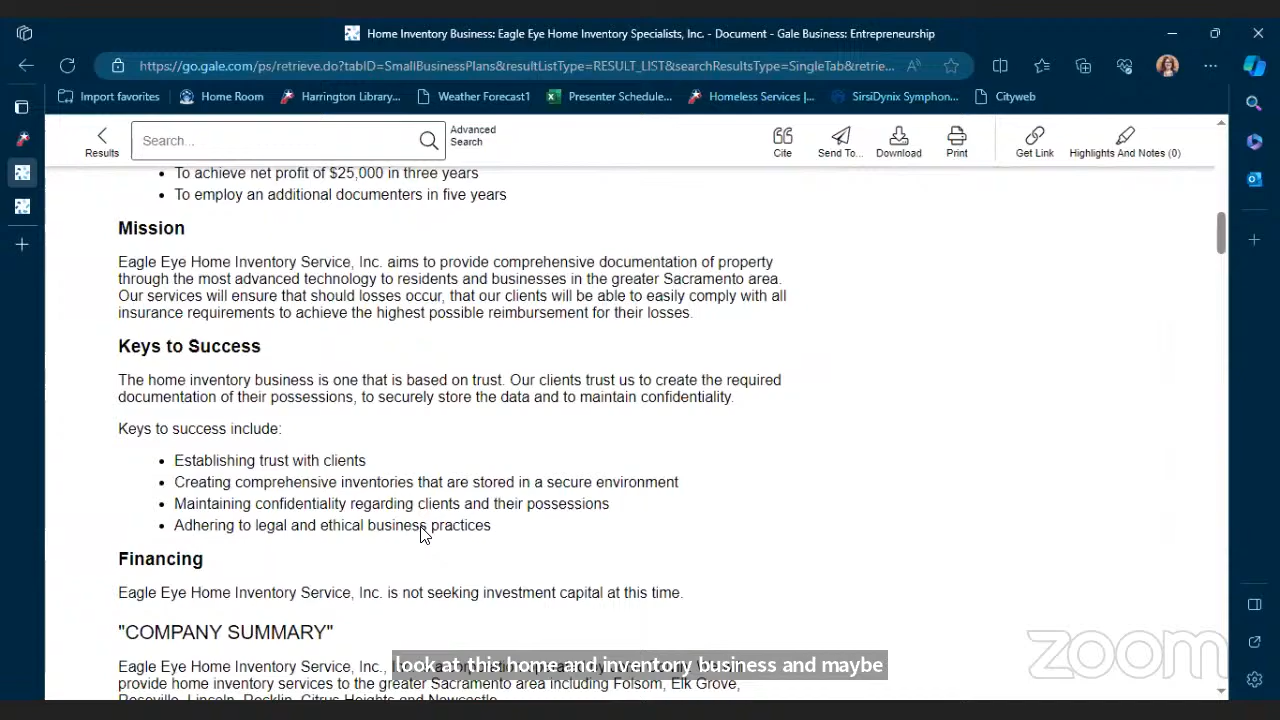 Home Inventory Business: Eagle Eye Home Inventory Specialists, Inc. - Document - Gale Business: Entrepreneurship
https://go.gale.com/ps/retrieve.do?tabID=SmallBusinessPlans&resultListType=RESULT_LIST&searchResultsType=SingleTab&retrie...
Import favorites Home Room Harrington Library,... Weather Forecast1 Presenter Schedule... Homeless Services |... SirsiDynix Symphon... Cityweb
Results Search... Advanced Search Cite Send To... Download Print Get Link Highlights And Notes (0)
• To achieve net profit of $25,000 in three years
• To employ an additional documenters in five years
Mission
Eagle Eye Home Inventory Service, Inc. aims to provide comprehensive documentation of property
through the most advanced technology to residents and businesses in the greater Sacramento area.
Our services will ensure that should losses occur, that our clients will be able to easily comply with all
insurance requirements to achieve the highest possible reimbursement for their losses.
Keys to Success
The home inventory business is one that is based on trust. Our clients trust us to create the required
documentation of their possessions, to securely store the data and to maintain confidentiality.
Keys to success include:
• Establishing trust with clients
• Creating comprehensive inventories that are stored in a secure environment
• Maintaining confidentiality regarding clients and their possessions
• Adhering to legal and ethical business practices
Financing
Eagle Eye Home Inventory Service, Inc. is not seeking investment capital at this time.
"COMPANY SUMMARY"
Eagle Eye Home Inventory Service, Inc.,
look at this home and inventory business and maybe
provide home inventory services to the greater Sacramento area including Folsom, Elk Grove,
Roseville, Lincoln, Rocklin, Citrus Heights and Newcastle.
zoom